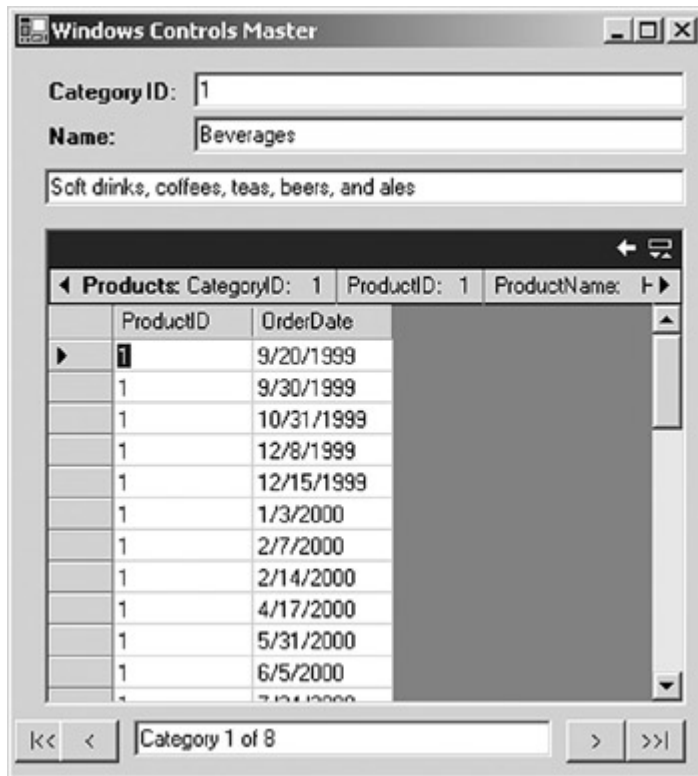 Windows Controls Master
Category ID: 1
Name: Beverages
Soft drinks, coffees, teas, beers, and ales
Products: CategoryID: 1 ProductID: 1 ProductName:
ProductID OrderDate
1 9/20/1999
1 9/30/1999
1 10/31/1999
1 12/8/1999
1 12/15/1999
1 1/3/2000
1 2/7/2000
1 2/14/2000
1 4/17/2000
1 5/31/2000
1 6/5/2000
|<< < Category 1 of 8 > >>|